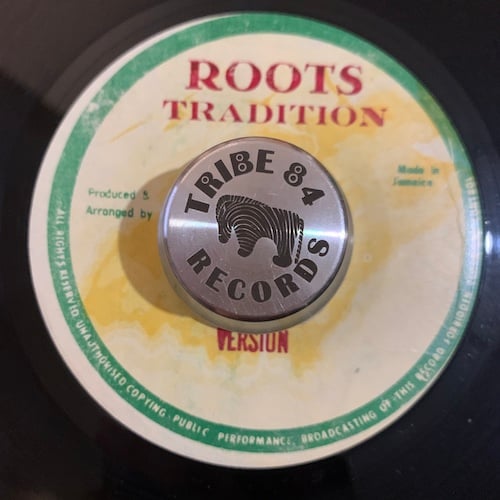 ROOTS
TRADITION
Made in
Jamaica
Produced &
Arranged by
TRIBE 84
RECORDS
VERSION
ALL RIGHTS RESERVED. UNAUTHORISED COPYING. PUBLIC PERFORMANCE. BROADCASTING OF THIS RECORD FORBIDDEN